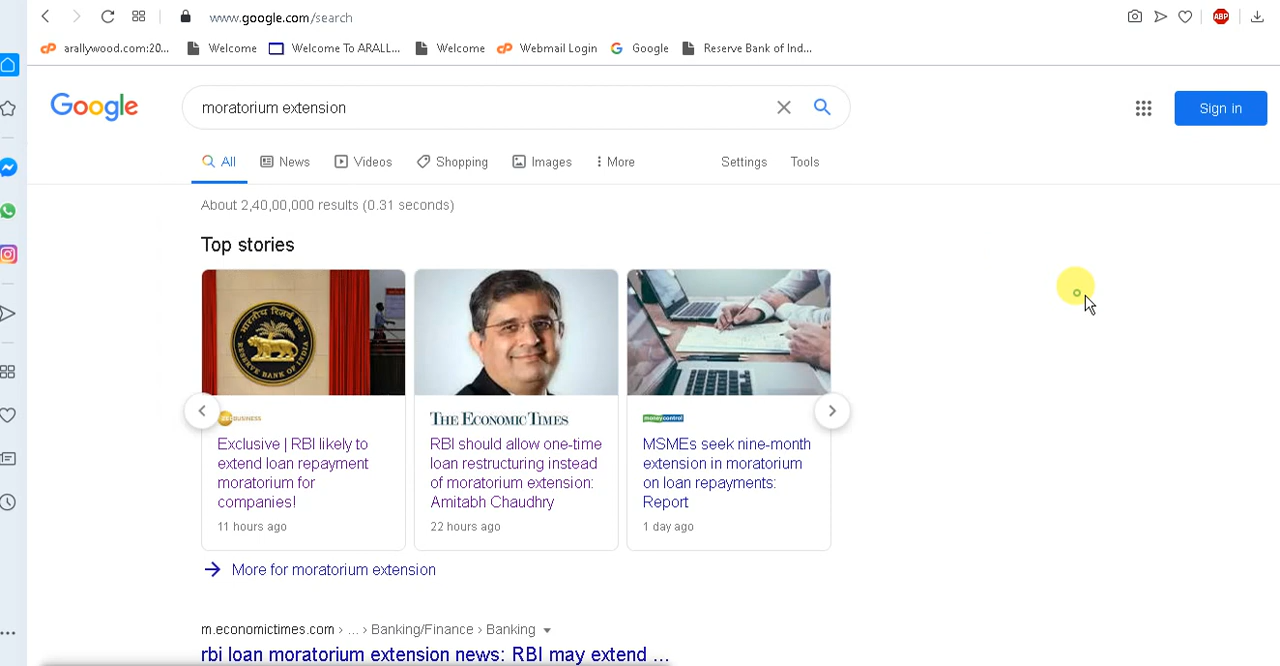 www.google.com/search
ABP
arallywood.com:20...
Welcome
Welcome To ARALL...
Welcome
Webmail Login
Google
Reserve Bank of Ind...
Google
moratorium extension
Sign in
All
News
Videos
Shopping
Images
More
Settings
Tools
About 2,40,00,000 results (0.31 seconds)
Top stories
BUSINESS
Exclusive | RBI likely to
extend loan repayment
moratorium for
companies!
11 hours ago
THE ECONOMIC TIMES
RBI should allow one-time
loan restructuring instead
of moratorium extension:
Amitabh Chaudhry
22 hours ago
moneycontrol
MSMEs seek nine-month
extension in moratorium
on loan repayments:
Report
1 day ago
More for moratorium extension
m.economictimes.com › ... › Banking/Finance › Banking
rbi loan moratorium extension news: RBI may extend ...